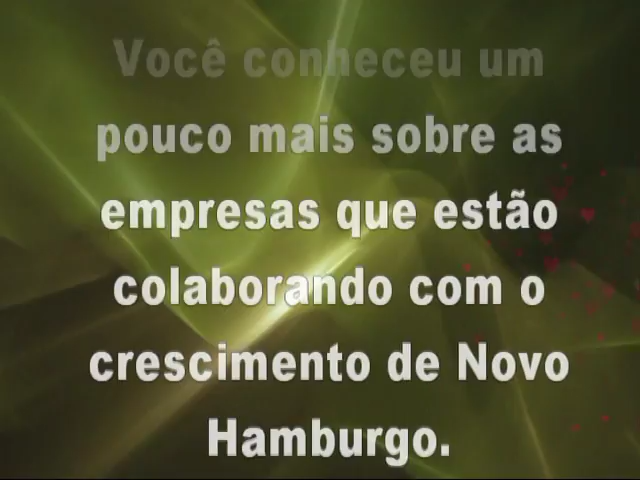 Você conheceu um
pouco mais sobre as
empresas que estão
colaborando com o
crescimento de Novo
Hamburgo.